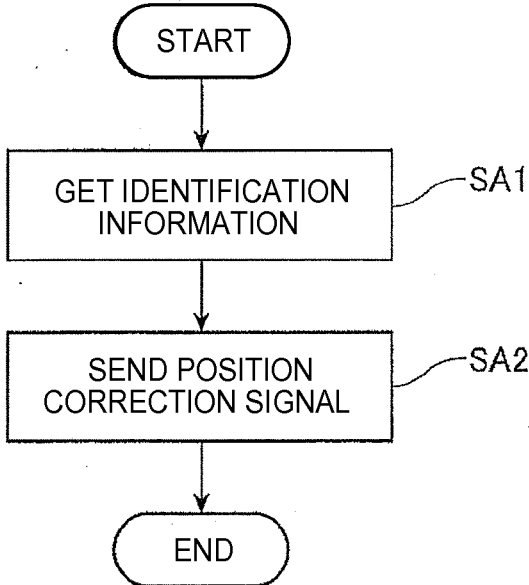 START
GET IDENTIFICATION
INFORMATION
SA1
SEND POSITION
CORRECTION SIGNAL
SA2
END